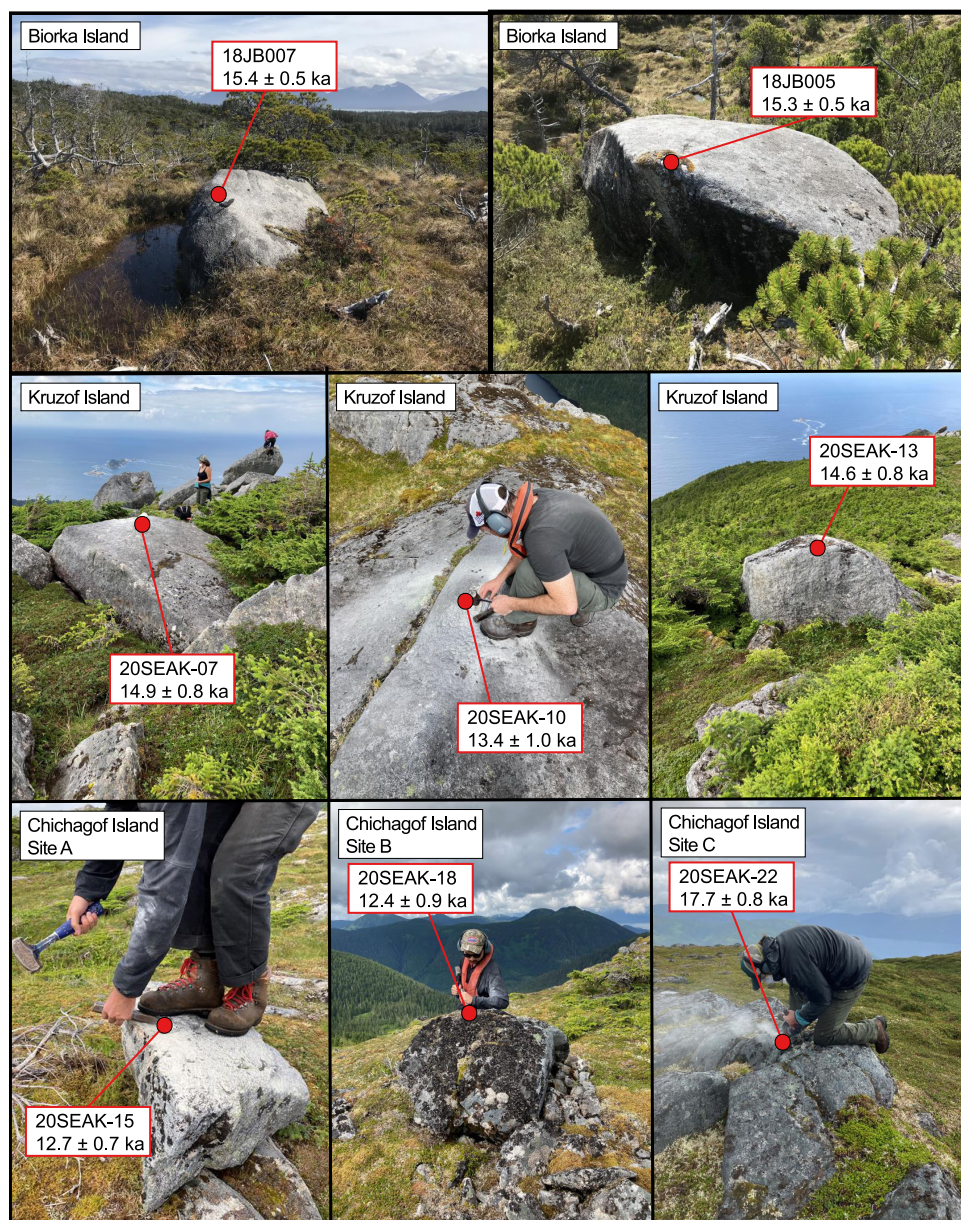 Biorka Island
18JB007
15.4 ± 0.5 ka
Biorka Island
18JB005
15.3 ± 0.5 ka
Kruzof Island
20SEAK-07
14.9 ± 0.8 ka
Kruzof Island
20SEAK-10
13.4 ± 1.0 ka
Kruzof Island
20SEAK-13
14.6 ± 0.8 ka
Chichagof Island
Site A
20SEAK-15
12.7 ± 0.7 ka
Chichagof Island
Site B
20SEAK-18
12.4 ± 0.9 ka
Chichagof Island
Site C
20SEAK-22
17.7 ± 0.8 ka